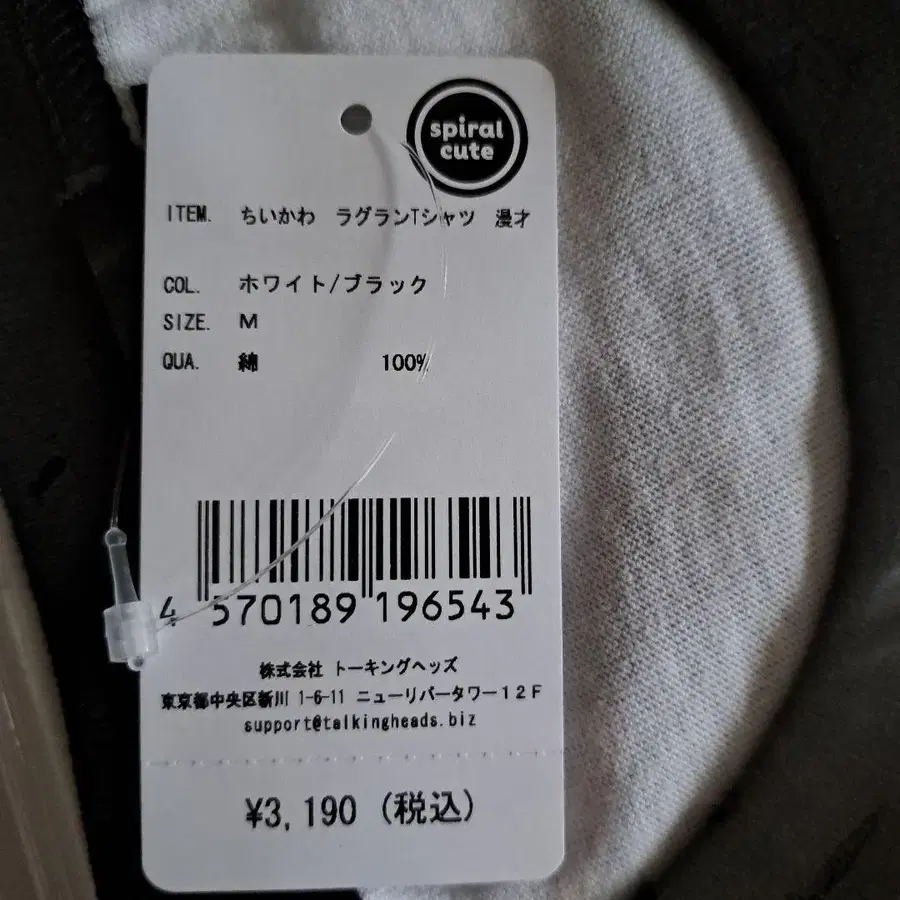 spiral
cute
ITEM. ちいかわ ラグランTシャツ 漫才
COL. ホワイト/ブラック
SIZE. M
QUA. 綿 100%
4 570189 196543
株式会社 トーキングヘッズ
東京都中央区新川 1-6-11 ニューリバータワー12F
support@talkingheads.biz
¥3,190 (税込)